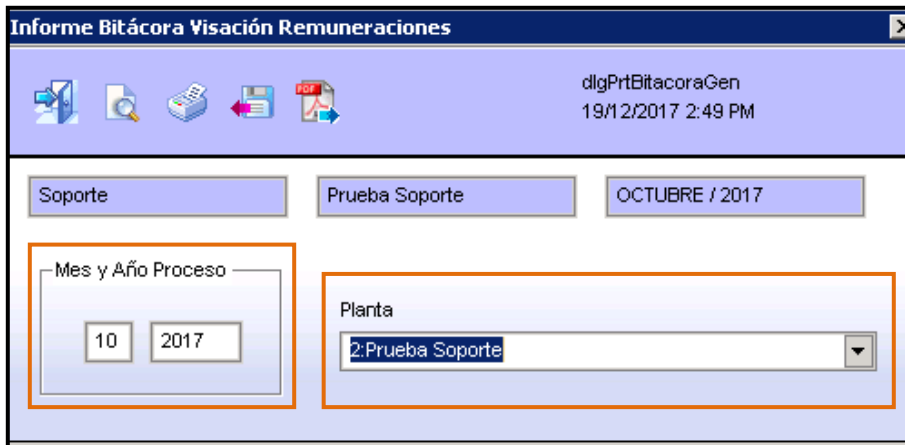 Informe Bitácora Visación Remuneraciones
PDF
dlgPrtBitacoraGen
19/12/2017 2:49 PM
Soporte
Prueba Soporte
OCTUBRE / 2017
Mes y Año Proceso
10
2017
Planta
2:Prueba Soporte